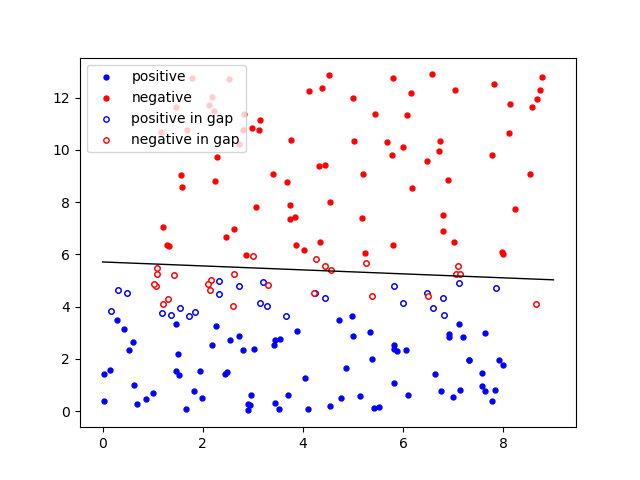 positive
negative
positive in gap
negative in gap
12
10
8
6
4
2
0
0 2 4 6 8